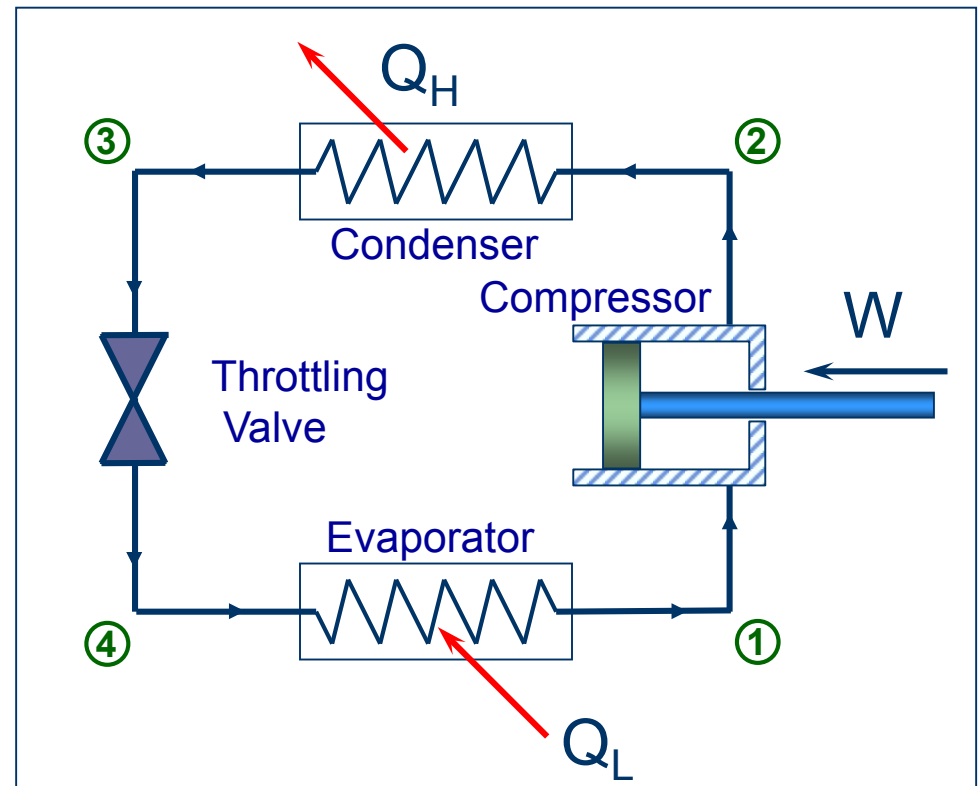 Q_H
③
②
Condenser
Compressor
W
Throttling
Valve
Evaporator
④
①
Q_L